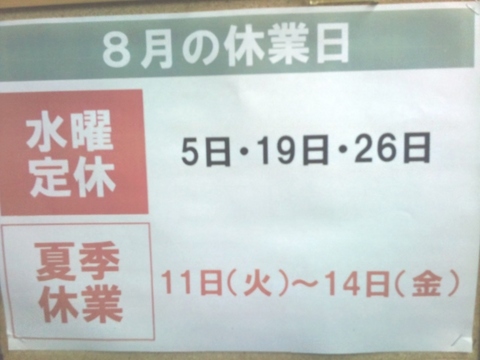 8月の休業日
水曜
定休
5日・19日・26日
夏季
休業
11日(火)～14日(金)